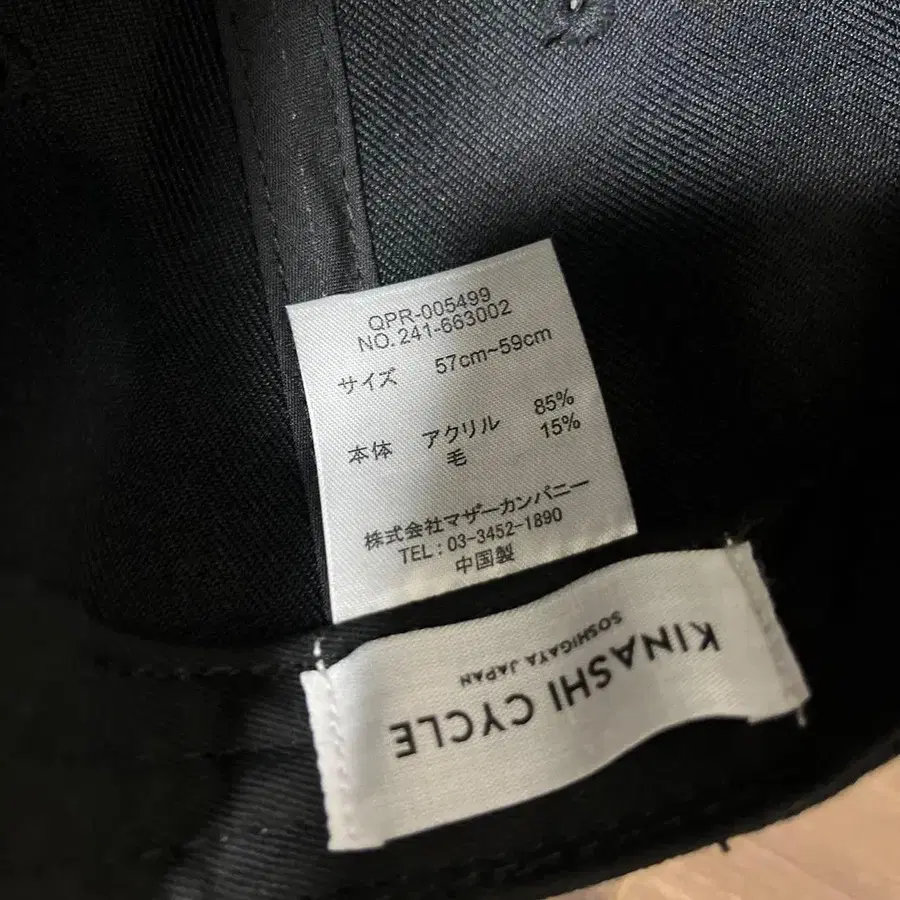 QPR-005499
NO.241-663002
サイズ 57cm~59cm
本体 アクリル 85%
毛 15%
株式会社マザーカンパニー
TEL:03-3452-1890
中国製
KINASHI CYCLE
SOSHIGAYA JAPAN